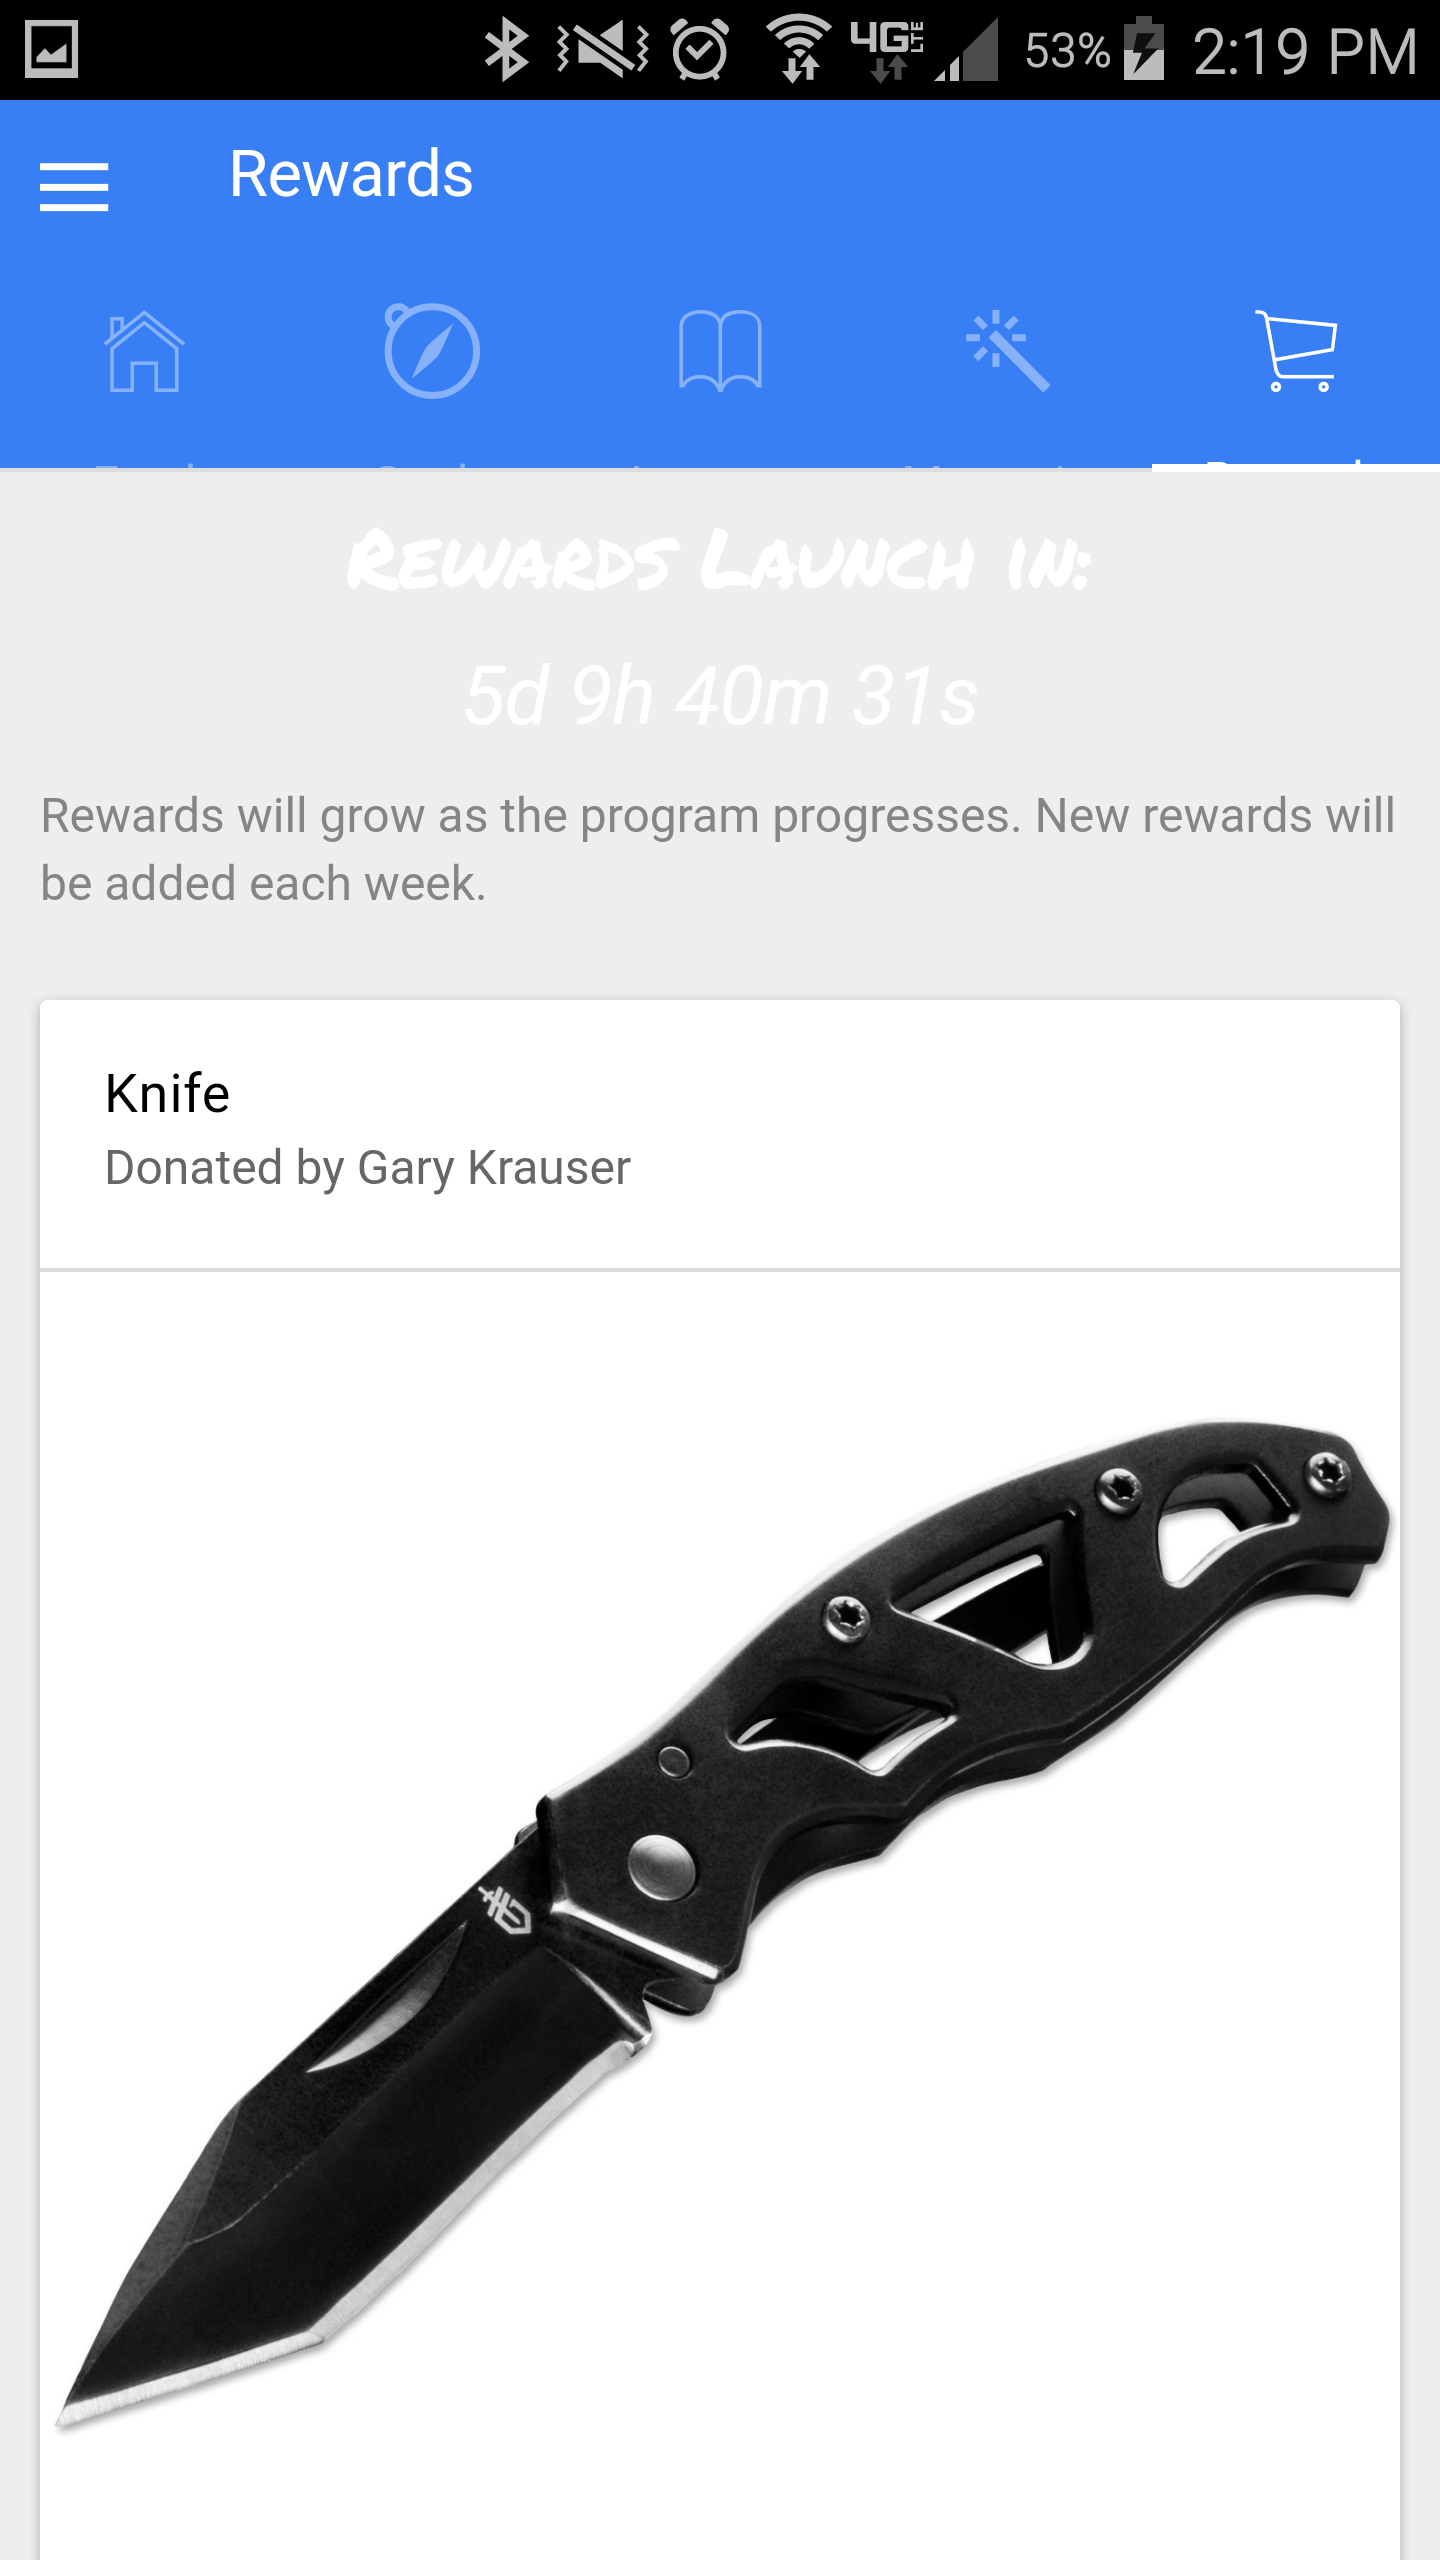 4G LTE 53% 2:19 PM
Rewards
Rewards Launch in:
5d 9h 40m 31s
Rewards will grow as the program progresses. New rewards will
be added each week.
Knife
Donated by Gary Krauser